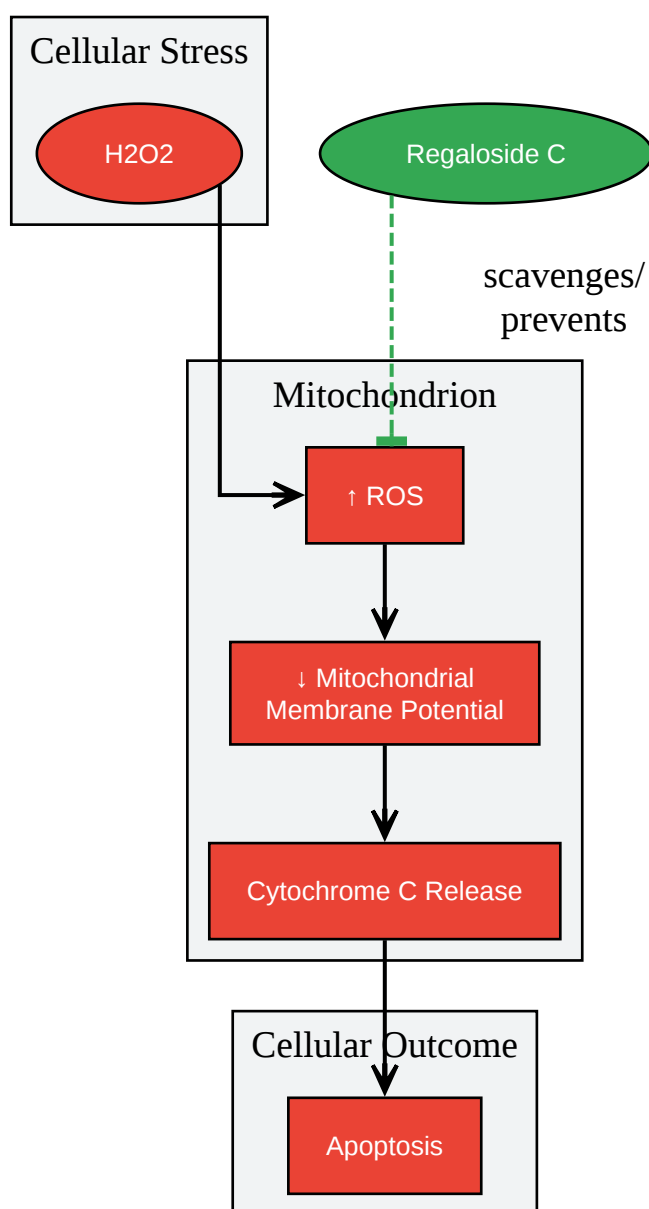 Cellular Stress
H2O2
Regaloside C
scavenges/
prevents
Mitochondrion
↑ ROS
↓ Mitochondrial
Membrane Potential
Cytochrome C Release
Cellular Outcome
Apoptosis